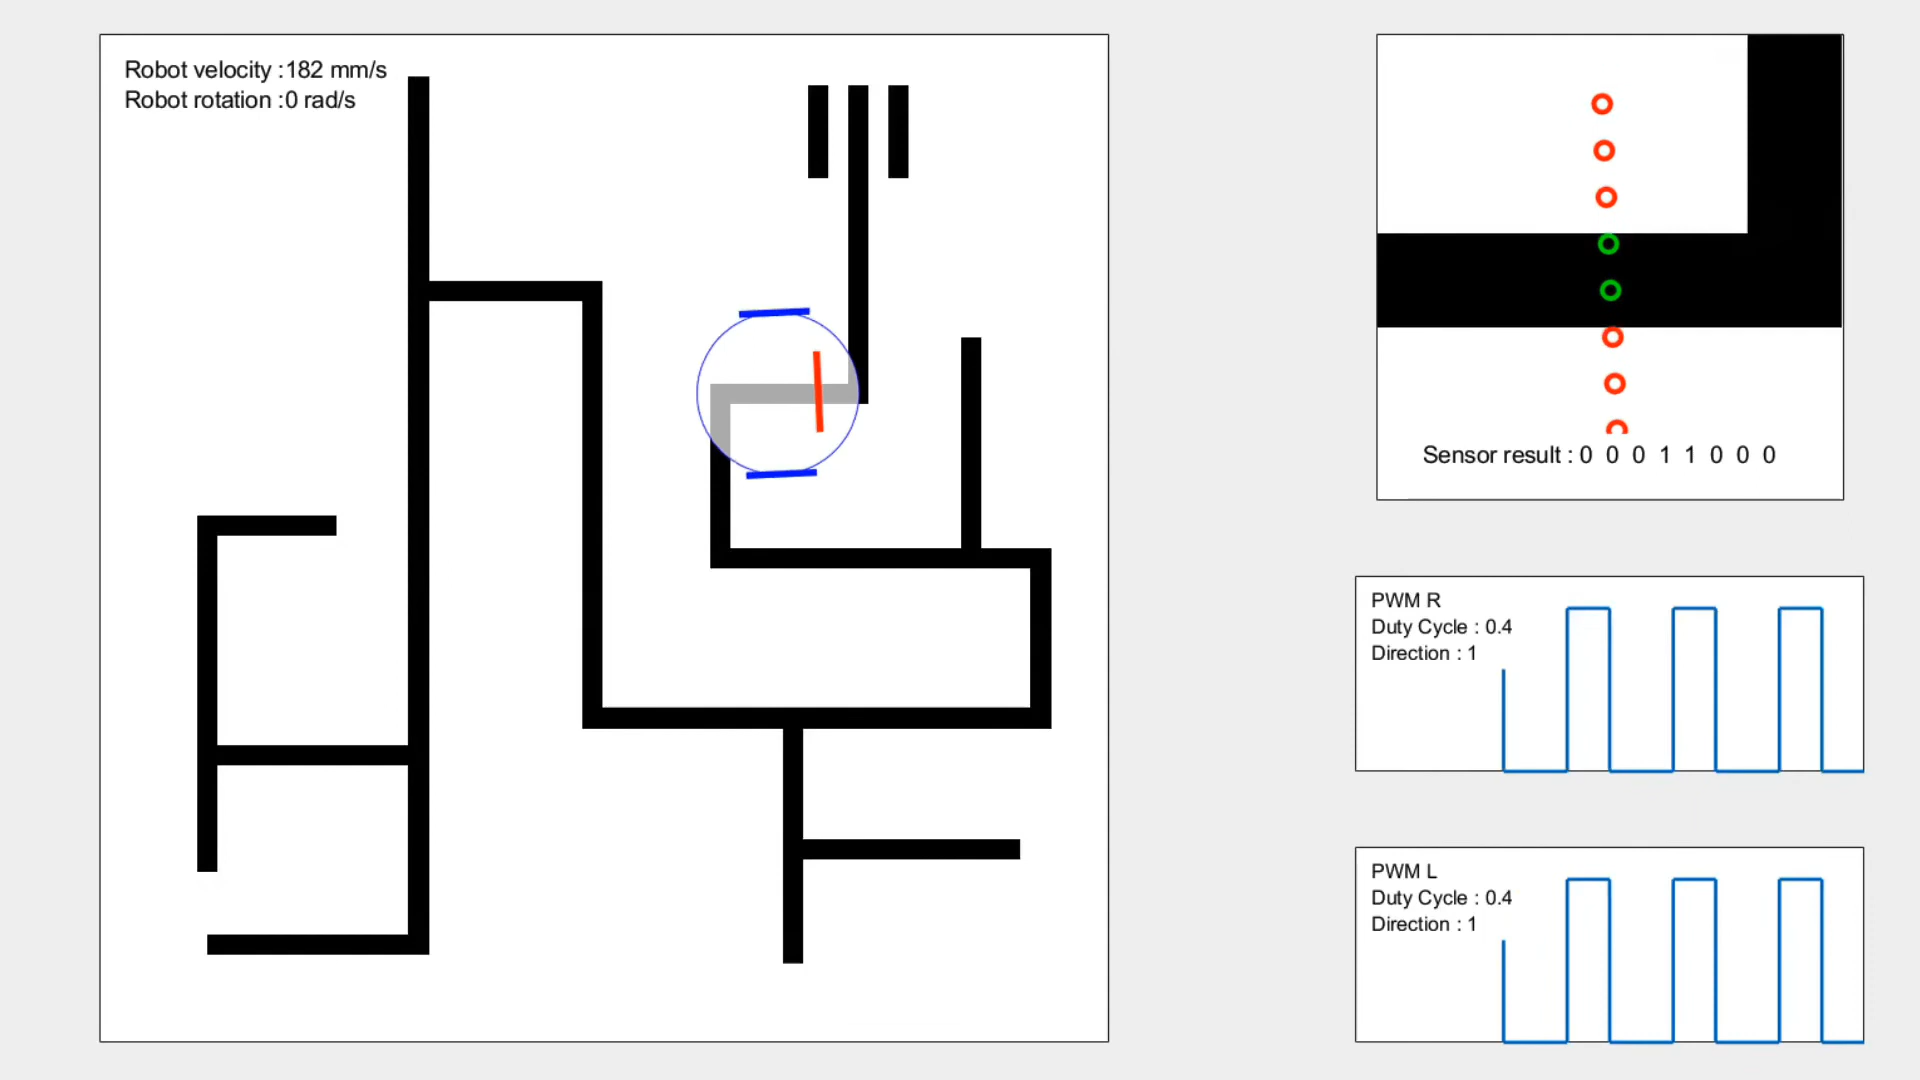 Robot velocity :182 mm/s
Robot rotation :0 rad/s
Sensor result : 0 0 0 1 1 0 0 0
PWM R
Duty Cycle : 0.4
Direction : 1
PWM L
Duty Cycle : 0.4
Direction : 1